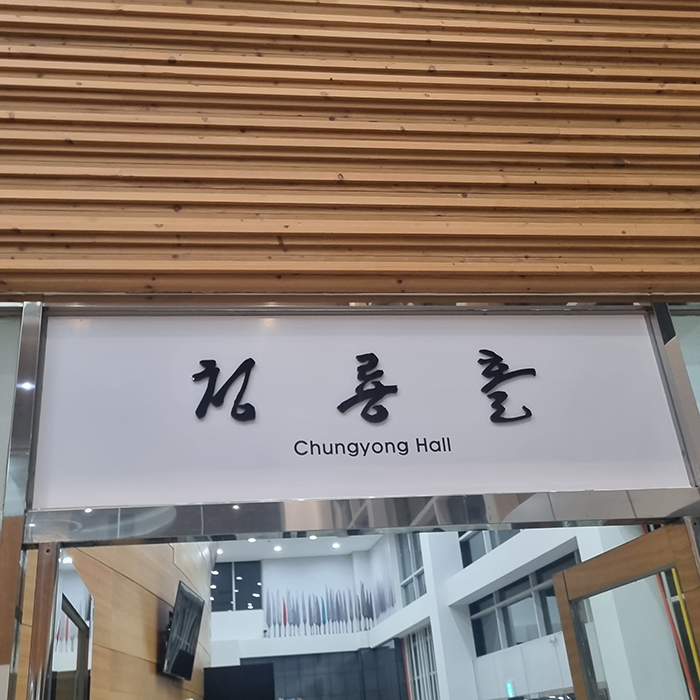 청룡홀
Chungyong Hall